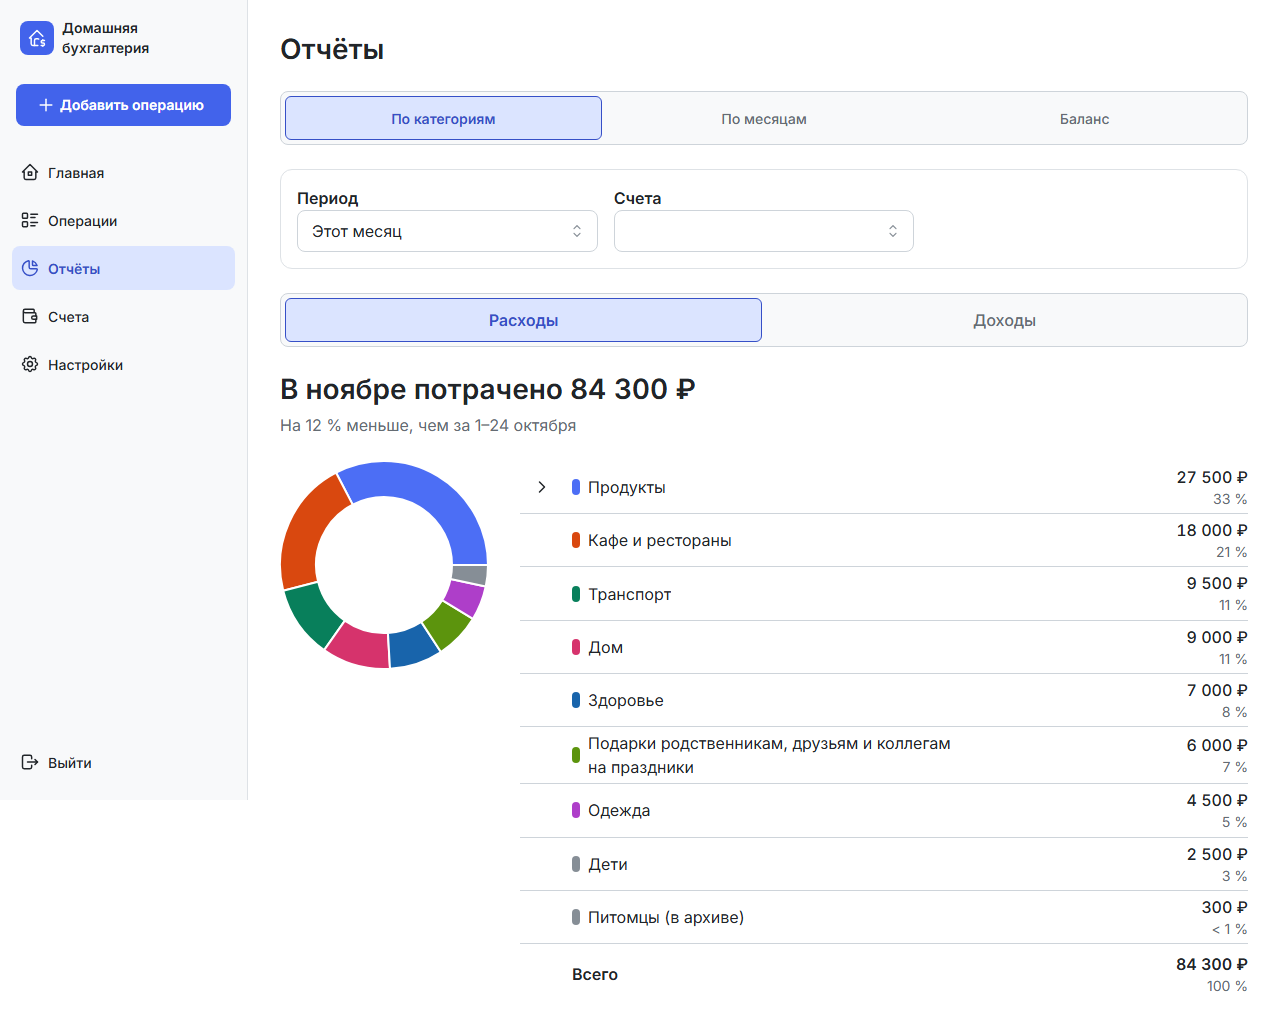 Домашняя
бухгалтерия
Добавить операцию
Главная
Операции
Отчёты
Счета
Настройки
Выйти
Отчёты
По категориям
По месяцам
Баланс
Период
Счета
Этот месяц
Расходы
Доходы
В ноябре потрачено 84 300 ₽
На 12 % меньше, чем за 1–24 октября
Продукты
27 500 ₽
33 %
Кафе и рестораны
18 000 ₽
21 %
Транспорт
9 500 ₽
11 %
Дом
9 000 ₽
11 %
Здоровье
7 000 ₽
8 %
Подарки родственникам, друзьям и коллегам
на праздники
6 000 ₽
7 %
Одежда
4 500 ₽
5 %
Дети
2 500 ₽
3 %
Питомцы (в архиве)
300 ₽
< 1 %
Всего
84 300 ₽
100 %